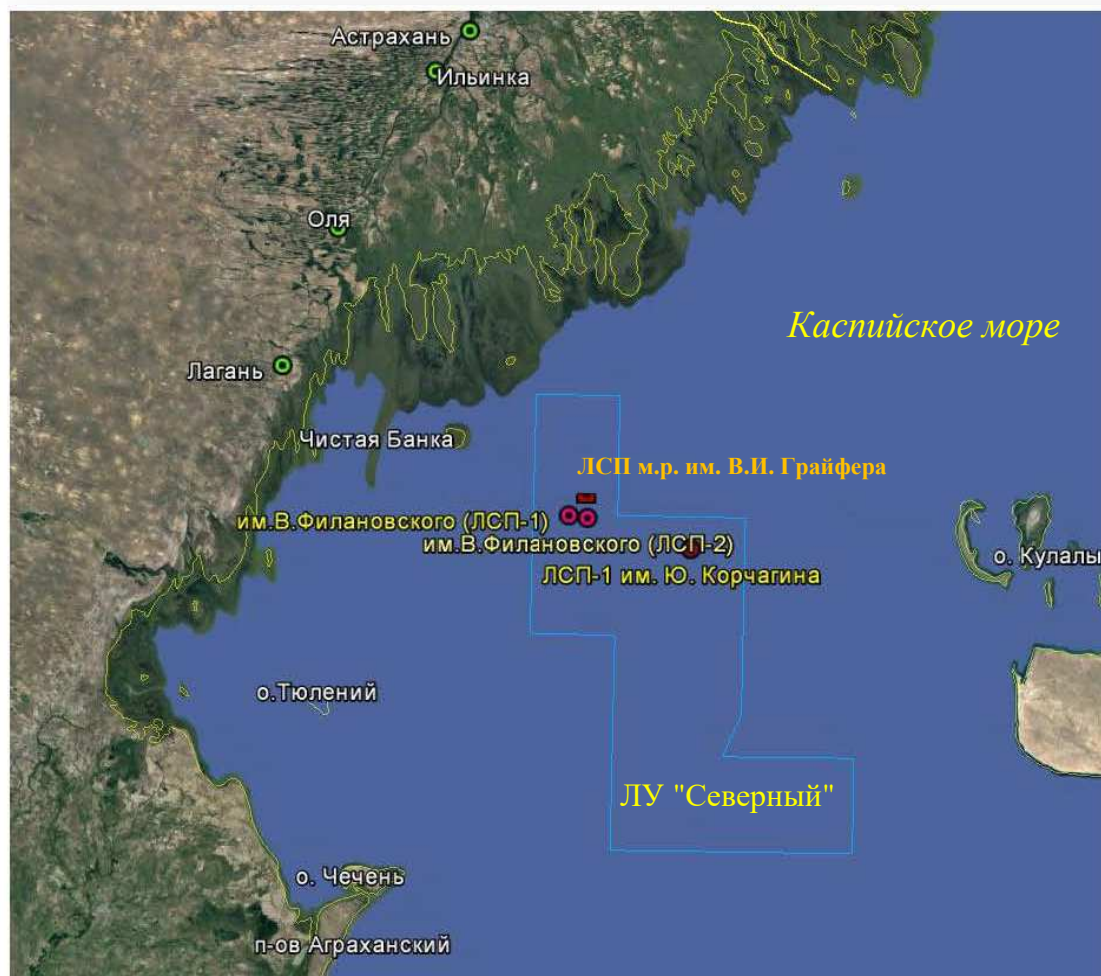 Астрахань
Ильинка
Оля
Каспийское море
Лагань
Чистая Банка
ЛСП м.р. им. В.И. Грайфера
им.В.Филановского (ЛСП-1)
им.В.Филановского (ЛСП-2)
о. Кулалы
ЛСП-1 им. Ю. Корчагина
о.Тюлений
ЛУ "Северный"
о. Чечень
п-ов Аграханский